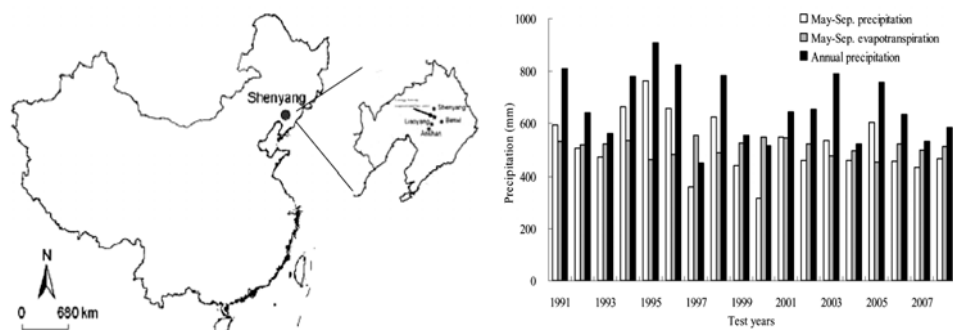 Shenyang
N
0 680 km
Shenyang
Liaoyang
Benxi
Anshan
May-Sep. precipitation
May-Sep. evapotranspiration
Annual precipitation
Precipitation (mm)
1000
800
600
400
200
0
1991 1993 1995 1997 1999 2001 2003 2005 2007
Test years